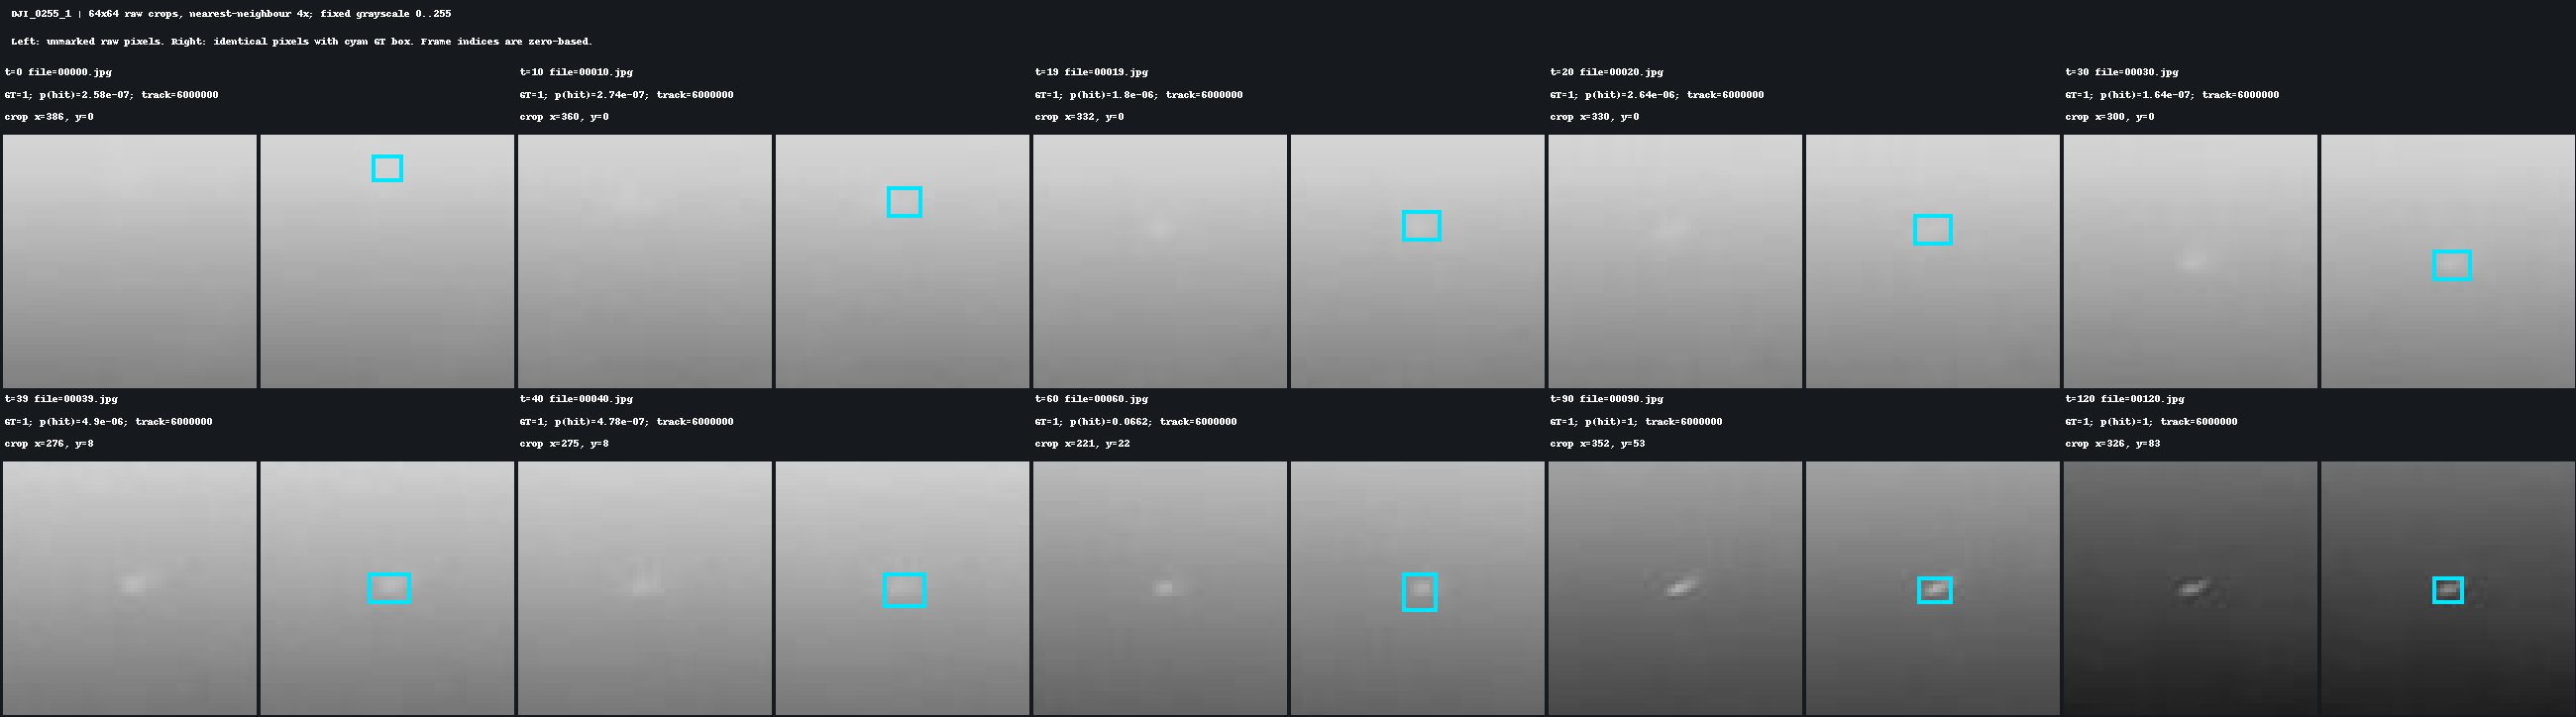 DJI_0255_1 | 64x64 raw crops, nearest-neighbour 4x; fixed grayscale 0..255
Left: unmarked raw pixels. Right: identical pixels with cyan GT box. Frame indices are zero-based.
t=0 file=00000.jpg
GT=1; p(hit)=2.58e-07; track=6000000
crop x=386, y=0
t=10 file=00010.jpg
GT=1; p(hit)=2.74e-07; track=6000000
crop x=360, y=0
t=19 file=00019.jpg
GT=1; p(hit)=1.8e-06; track=6000000
crop x=332, y=0
t=20 file=00020.jpg
GT=1; p(hit)=2.64e-06; track=6000000
crop x=330, y=0
t=30 file=00030.jpg
GT=1; p(hit)=1.64e-07; track=6000000
crop x=300, y=0
t=39 file=00039.jpg
GT=1; p(hit)=4.9e-06; track=6000000
crop x=276, y=8
t=40 file=00040.jpg
GT=1; p(hit)=4.78e-07; track=6000000
crop x=275, y=8
t=60 file=00060.jpg
GT=1; p(hit)=0.0662; track=6000000
crop x=221, y=22
t=90 file=00090.jpg
GT=1; p(hit)=1; track=6000000
crop x=352, y=53
t=120 file=00120.jpg
GT=1; p(hit)=1; track=6000000
crop x=326, y=83